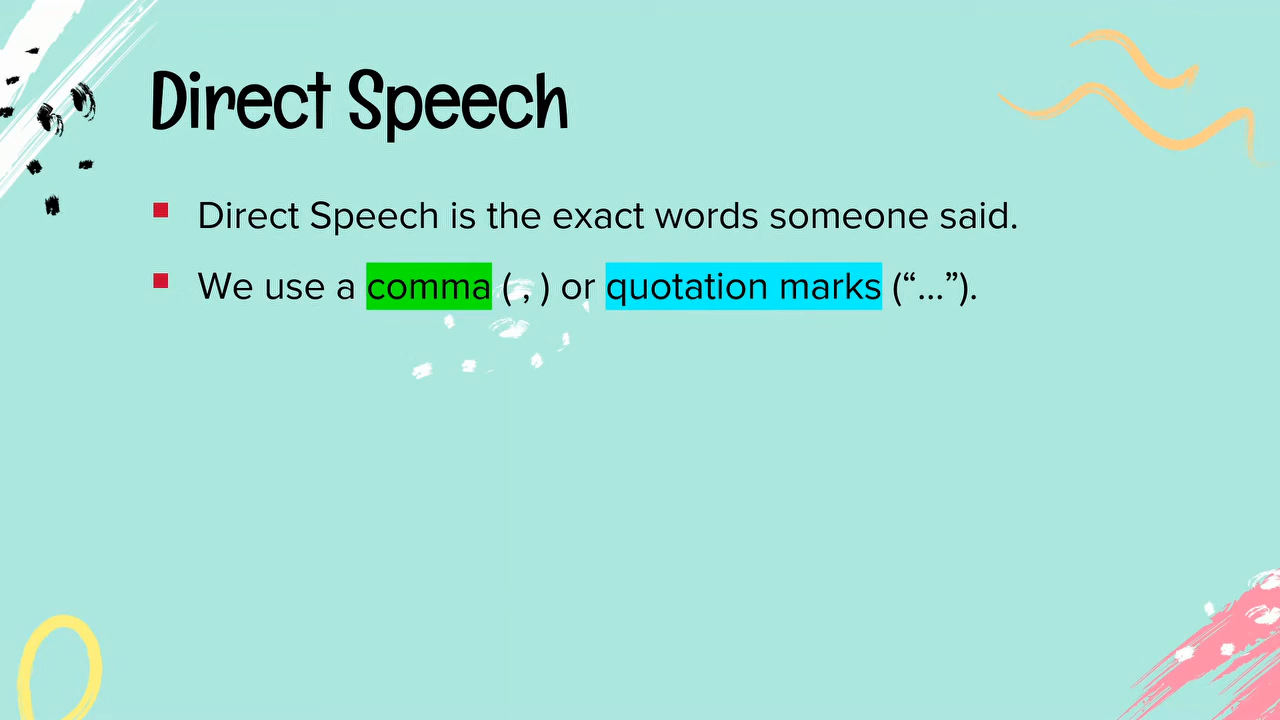 Direct Speech
Direct Speech is the exact words someone said.
We use a comma ( , ) or quotation marks (“...”).